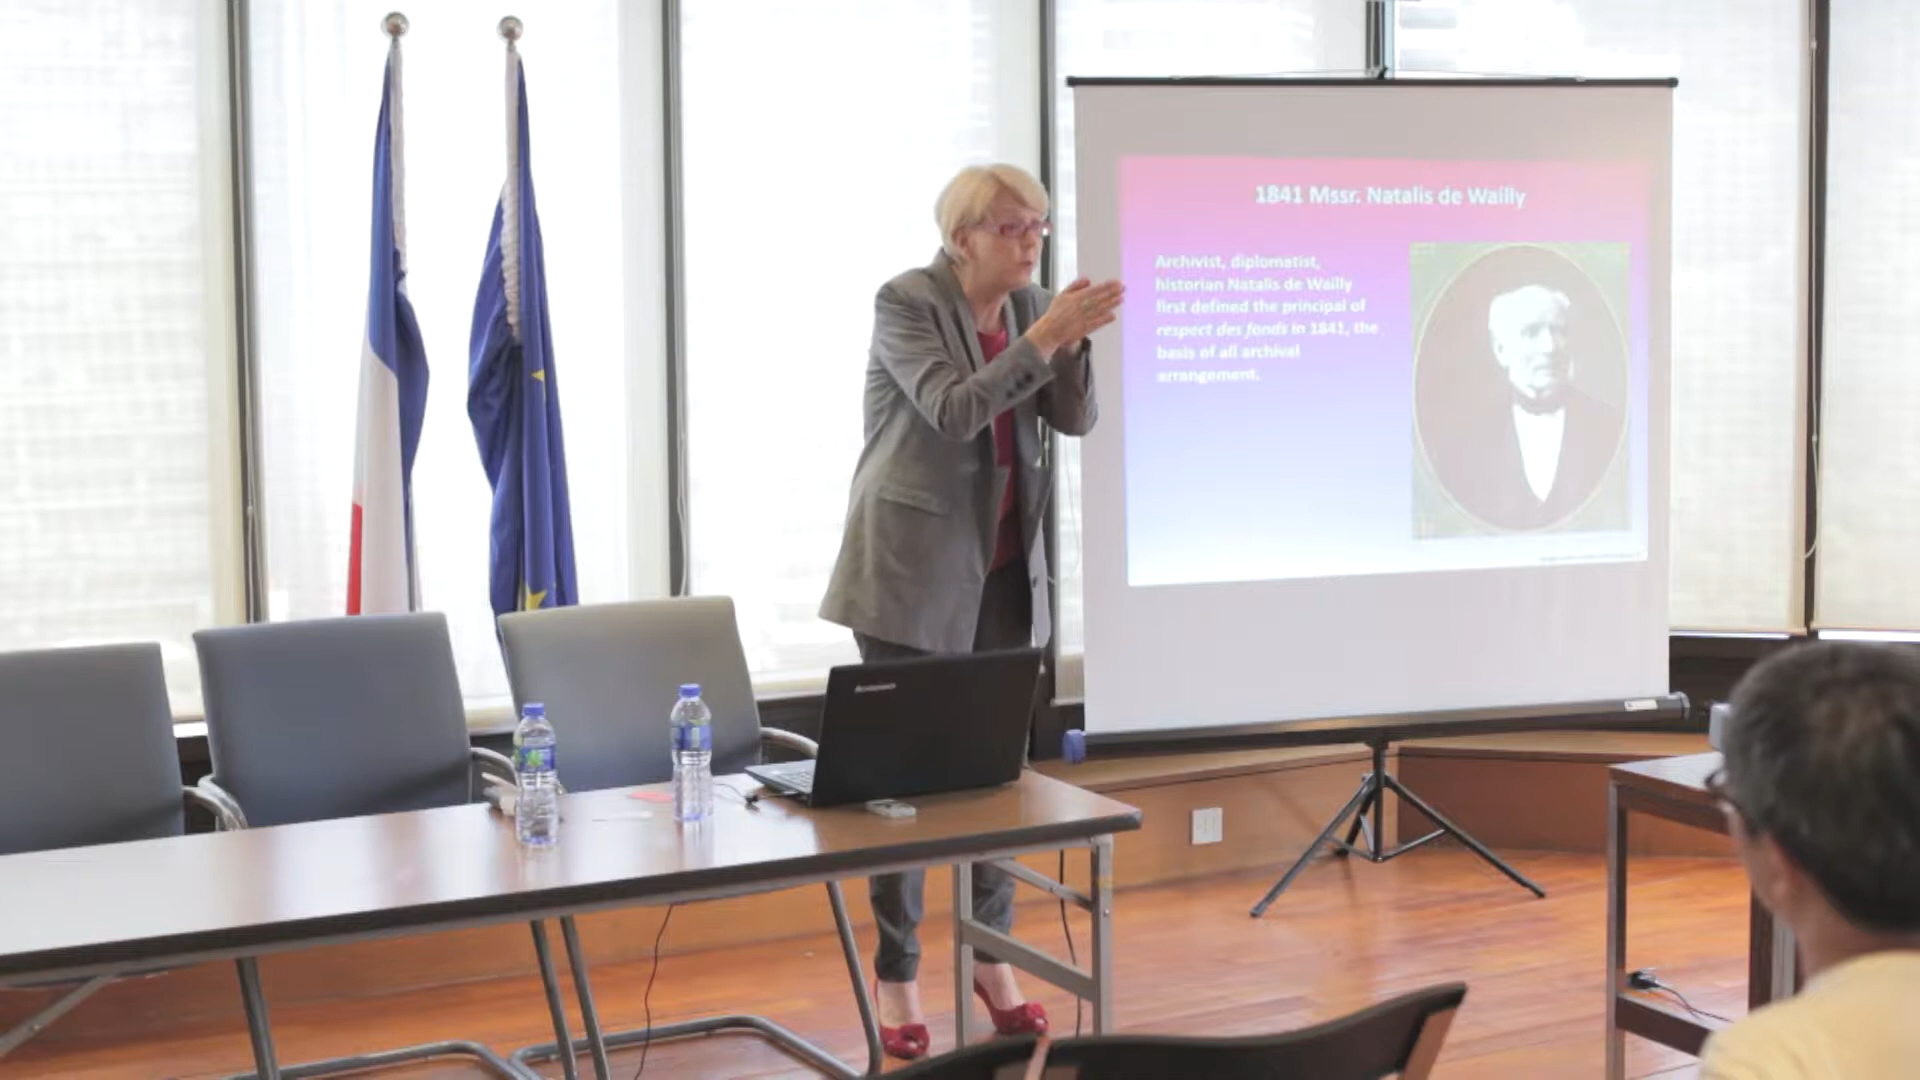 1841 Mssr. Natalis de Wailly
Archivist, diplomatist,
historian Natalis de Wailly
first defined the principal of
respect des fonds in 1841, the
basis of all archival
arrangement.
lenovo